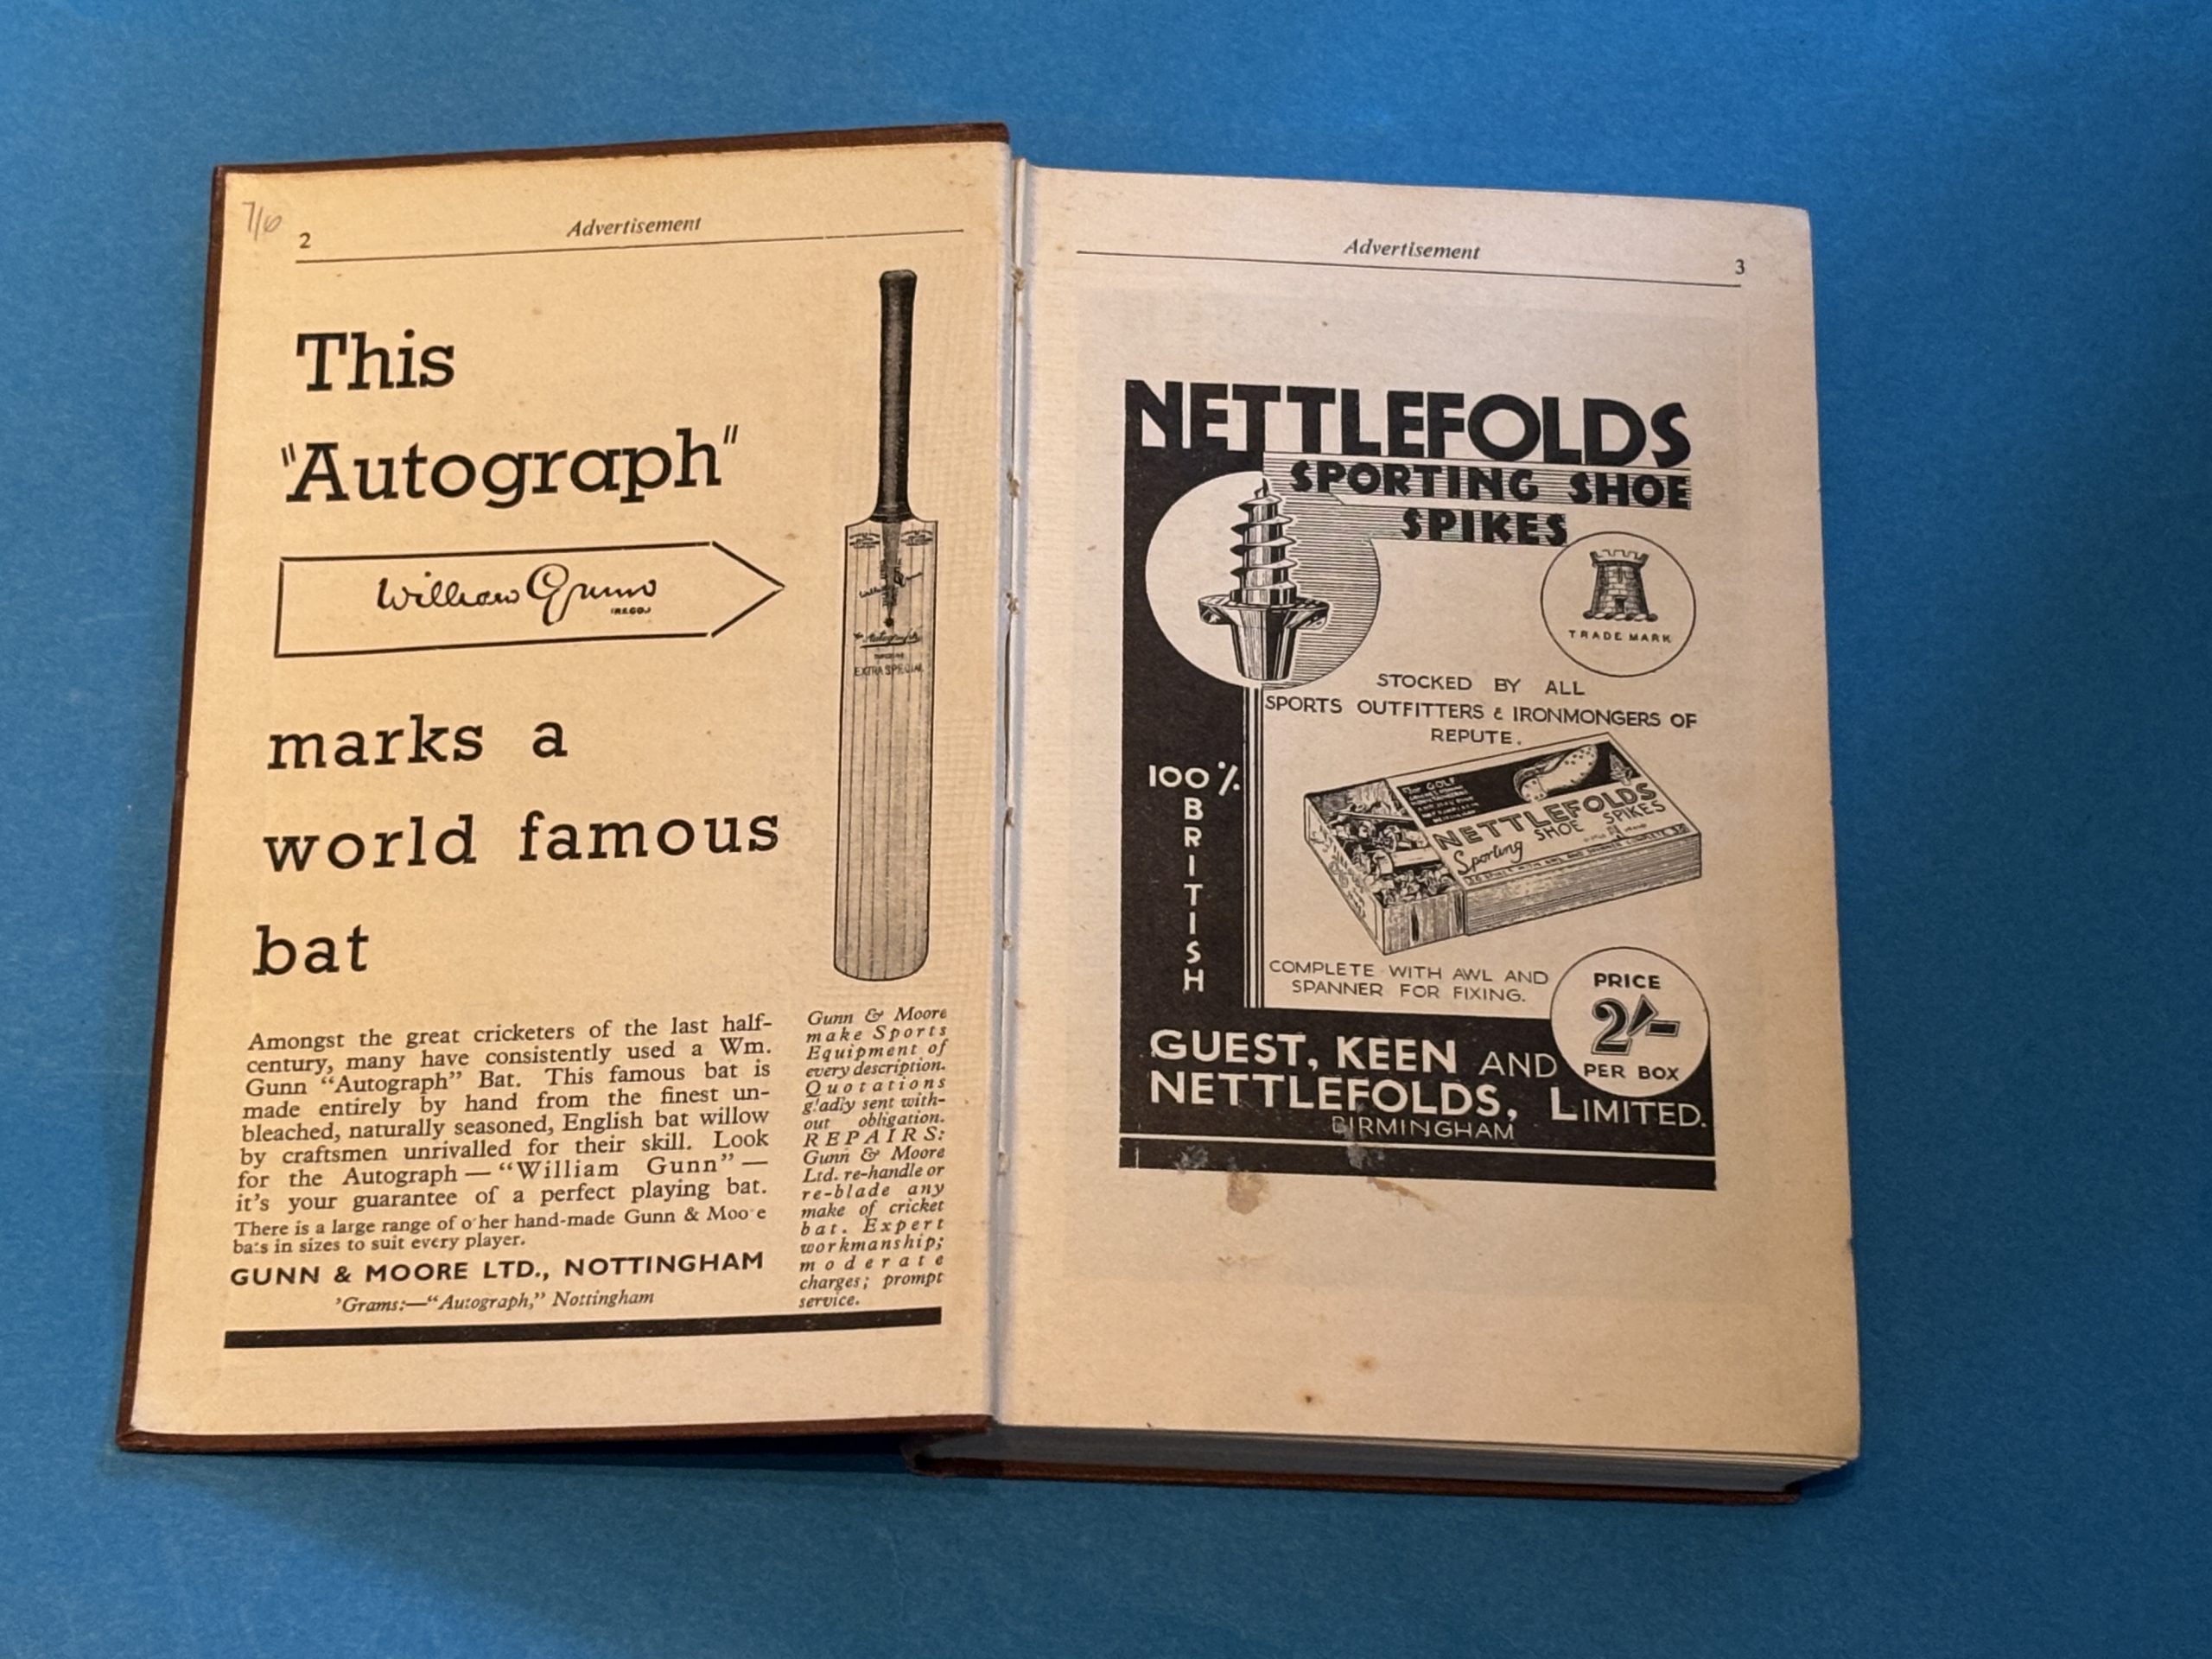 7/6
2
Advertisement
This
"Autograph"
William Gunn
(REGD.)
marks a
world famous
bat
Autograph
EXTRA SPECIAL
Amongst the great cricketers of the last half-
century, many have consistently used a Wm.
Gunn "Autograph" Bat. This famous bat is
made entirely by hand from the finest un-
bleached, naturally seasoned, English bat willow
by craftsmen unrivalled for their skill. Look
for the Autograph — "William Gunn" —
it's your guarantee of a perfect playing bat.
There is a large range of o her hand-made Gunn & Moo e
bats in sizes to suit every player.
GUNN & MOORE LTD., NOTTINGHAM
'Grams:—"Autograph," Nottingham
Gunn & Moore
make Sports
Equipment of
every description.
Quotations
gladly sent with-
out obligation.
REPAIRS:
Gunn & Moore
Ltd. re-handle or
re-blade any
make of cricket
bat. Expert
workmanship;
moderate
charges; prompt
service.
Advertisement
3
NETTLEFOLDS
SPORTING SHOE
SPIKES
TRADE MARK
STOCKED BY ALL
SPORTS OUTFITTERS & IRONMONGERS OF
REPUTE.
100%
BRITISH
For GOLF
NETTLEFOLDS
Sporting SHOE SPIKES
COMPLETE WITH AWL AND
SPANNER FOR FIXING.
PRICE
2/-
PER BOX
GUEST, KEEN AND
NETTLEFOLDS, LIMITED.
BIRMINGHAM